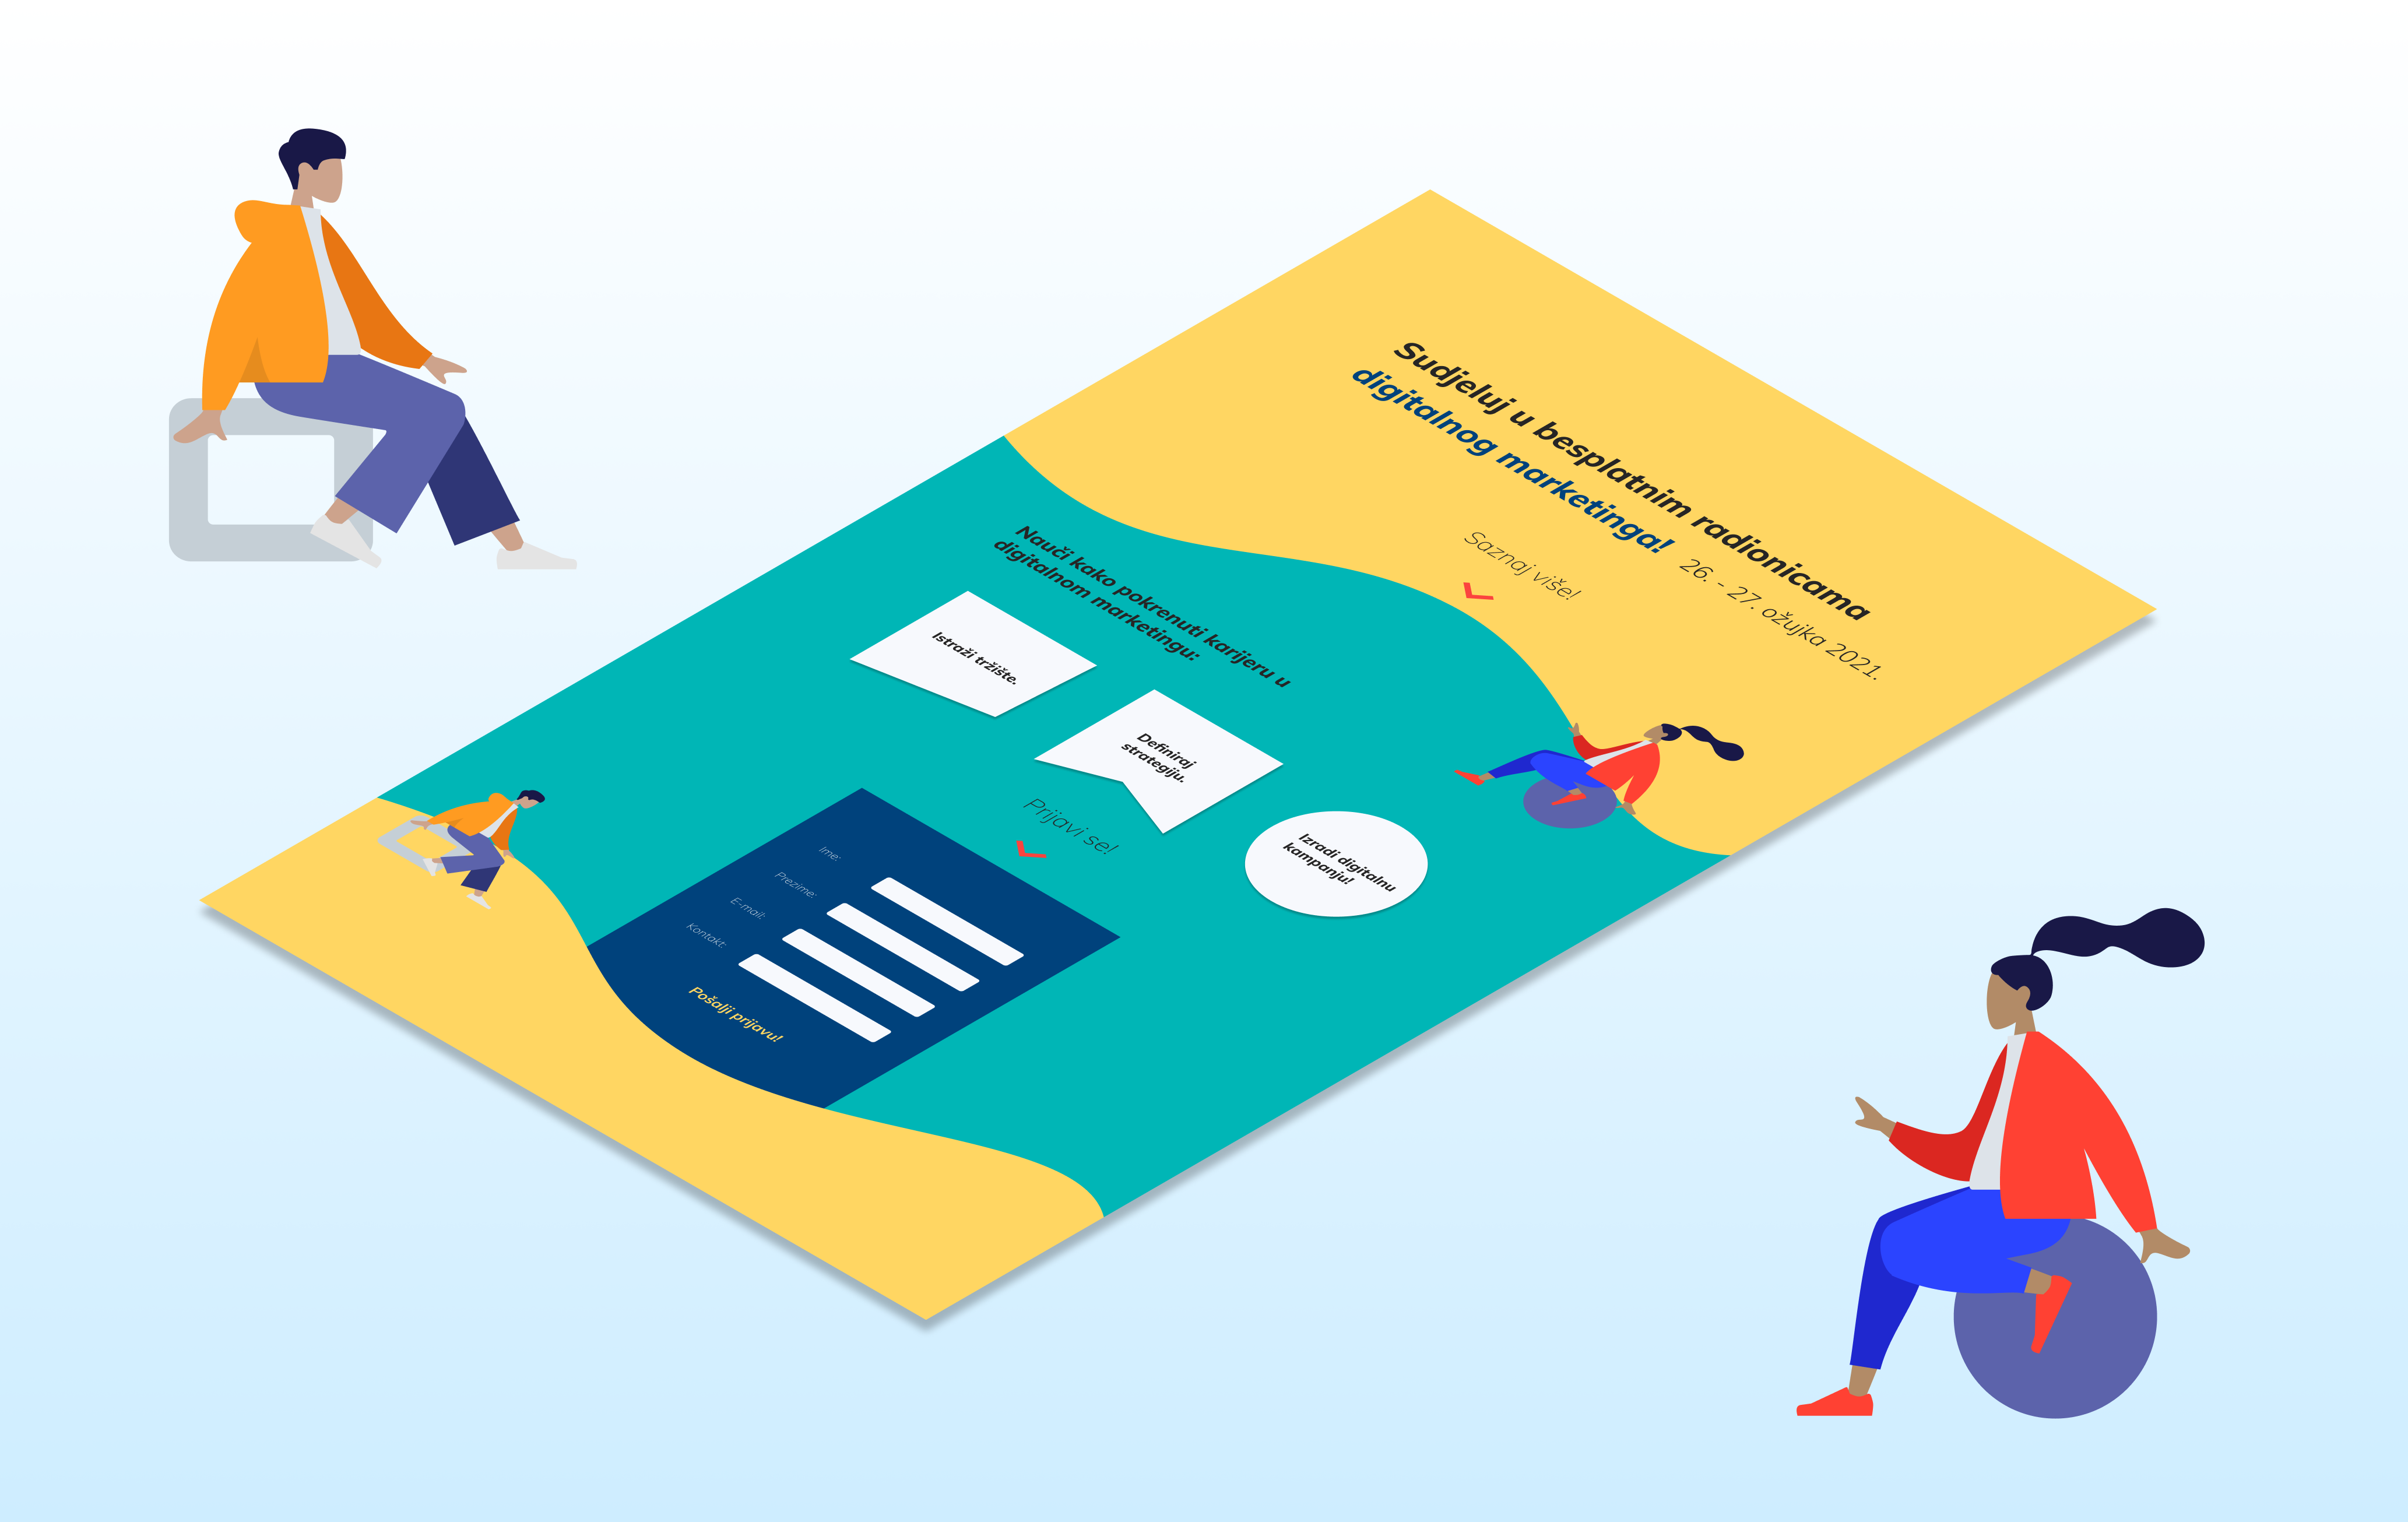 Sudjeluj u besplatnim radionicama
digitalnog marketinga!
26. - 27. ožujka 2021.
Saznaj više!
Nauči kako pokrenuti karijeru u
digitalnom marketingu:
Istraži tržište.
Definiraj
strategiju.
Izradi digitalnu
kampanju!
Prijavi se!
Ime:
Prezime:
E-mail:
Kontakt:
Pošalji prijavu!